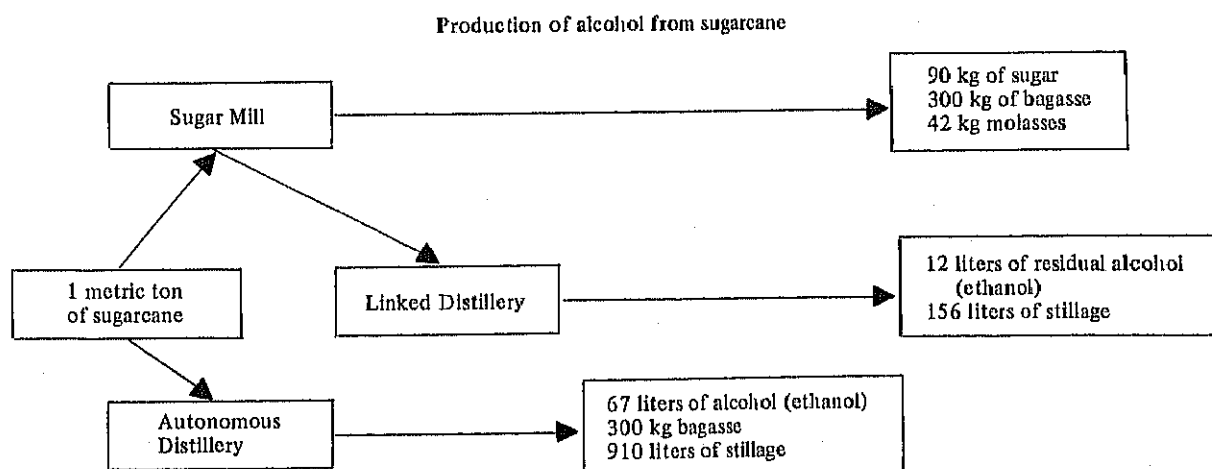 Production of alcohol from sugarcane
Sugar Mill
90 kg of sugar
300 kg of bagasse
42 kg molasses
1 metric ton
of sugarcane
Linked Distillery
12 liters of residual alcohol
(ethanol)
156 liters of stillage
Autonomous
Distillery
67 liters of alcohol (ethanol)
300 kg bagasse
910 liters of stillage